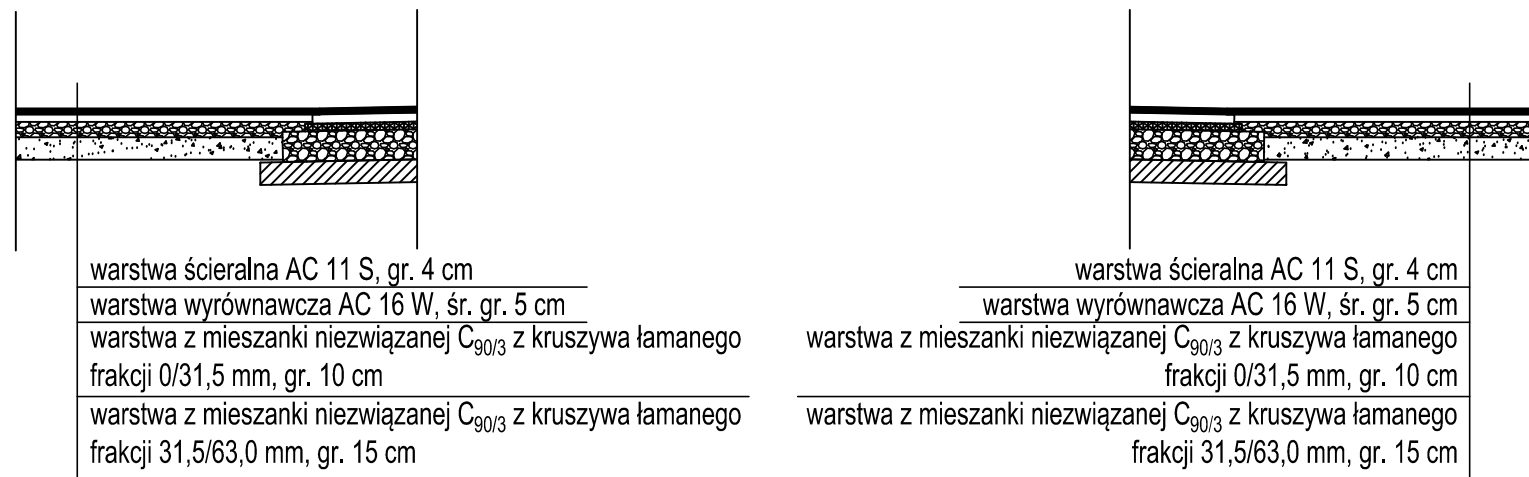 warstwa ścieralna AC 11 S, gr. 4 cm
warstwa wyrównawcza AC 16 W, śr. gr. 5 cm
warstwa z mieszanki niezwiązanej C90/3 z kruszywa łamanego
frakcji 0/31,5 mm, gr. 10 cm
warstwa z mieszanki niezwiązanej C90/3 z kruszywa łamanego
frakcji 31,5/63,0 mm, gr. 15 cm
warstwa ścieralna AC 11 S, gr. 4 cm
warstwa wyrównawcza AC 16 W, śr. gr. 5 cm
warstwa z mieszanki niezwiązanej C90/3 z kruszywa łamanego
frakcji 0/31,5 mm, gr. 10 cm
warstwa z mieszanki niezwiązanej C90/3 z kruszywa łamanego
frakcji 31,5/63,0 mm, gr. 15 cm